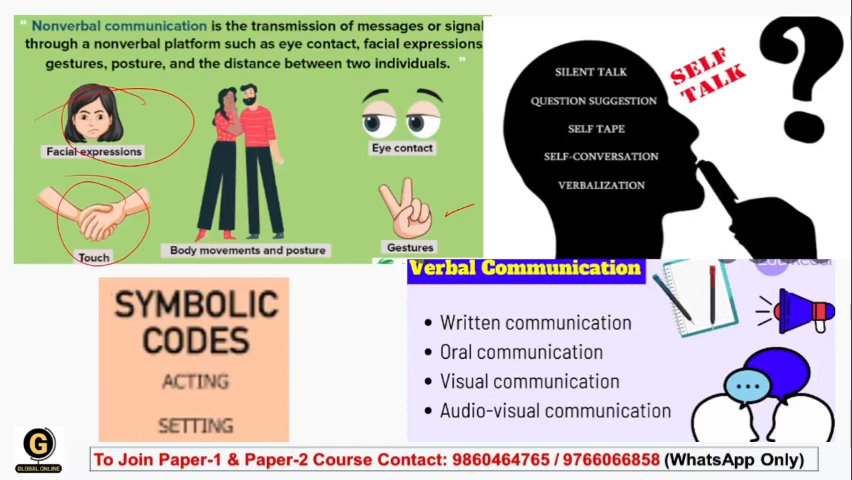 “ Nonverbal communication is the transmission of messages or signal
through a nonverbal platform such as eye contact, facial expressions
gestures, posture, and the distance between two individuals. ”
Facial expressions
Eye contact
Touch
Body movements and posture
Gestures
SILENT TALK
QUESTION SUGGESTION
SELF TAPE
SELF-CONVERSATION
VERBALIZATION
SELF
TALK
?
SYMBOLIC
CODES
ACTING
SETTING
Verbal Communication
• Written communication
• Oral communication
• Visual communication
• Audio-visual communication
G
GLOBAL ONLINE
To Join Paper-1 & Paper-2 Course Contact: 9860464765 / 9766066858 (WhatsApp Only)